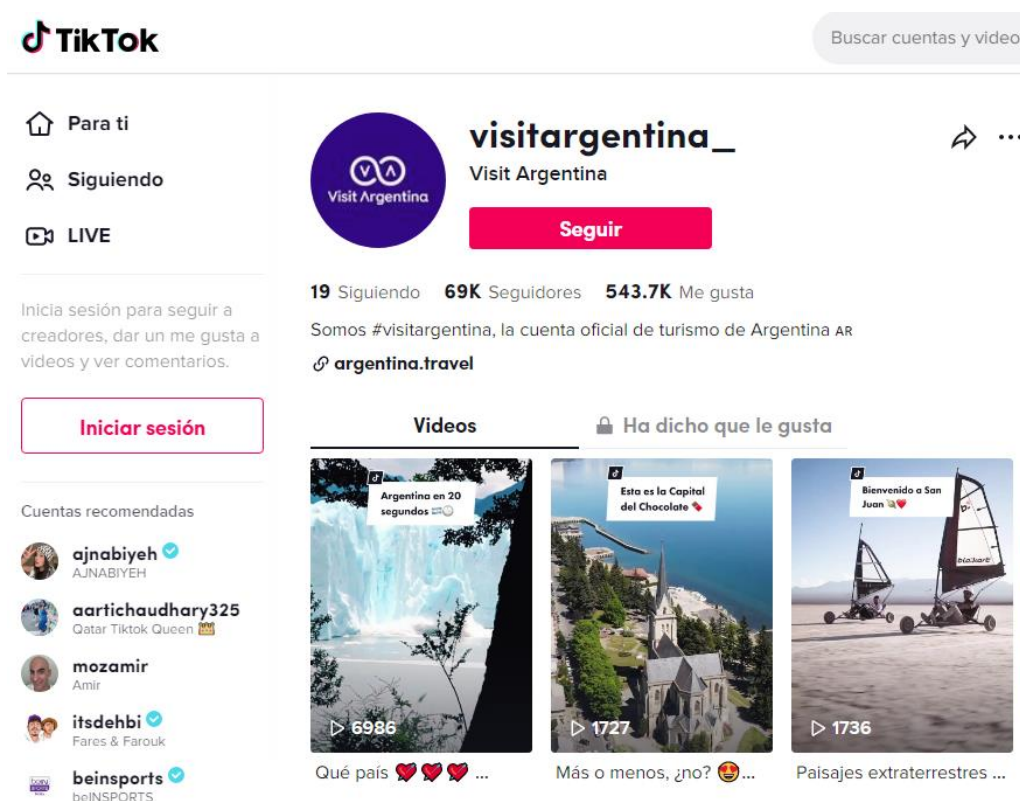 TikTok
Buscar cuentas y video
Para ti
Siguiendo
LIVE
Inicia sesión para seguir a
creadores, dar un me gusta a
videos y ver comentarios.
Iniciar sesión
Cuentas recomendadas
ajnabiyeh
AJNABIYEH
aartichaudhary325
Qatar Tiktok Queen 👑
mozamir
Amir
itsdehbi
Fares & Farouk
beinsports
beINSPORTS
VA
Visit Argentina
visitargentina_
Visit Argentina
Seguir
19 Siguiendo 69K Seguidores 543.7K Me gusta
Somos #visitargentina, la cuenta oficial de turismo de Argentina AR
argentina.travel
Videos
Ha dicho que le gusta
Argentina en 20
segundos
6986
Qué país ❤️❤️❤️ ...
Esta es la Capital
del Chocolate 🍫
1727
Más o menos, ¿no? 😍...
Bienvenido a San
Juan
blokart
1736
Paisajes extraterrestres ...